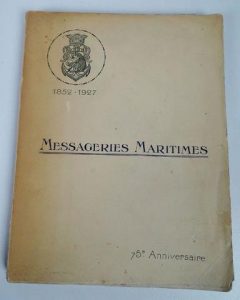 1852-1927
MESSAGERIES MARITIMES
75e Anniversaire